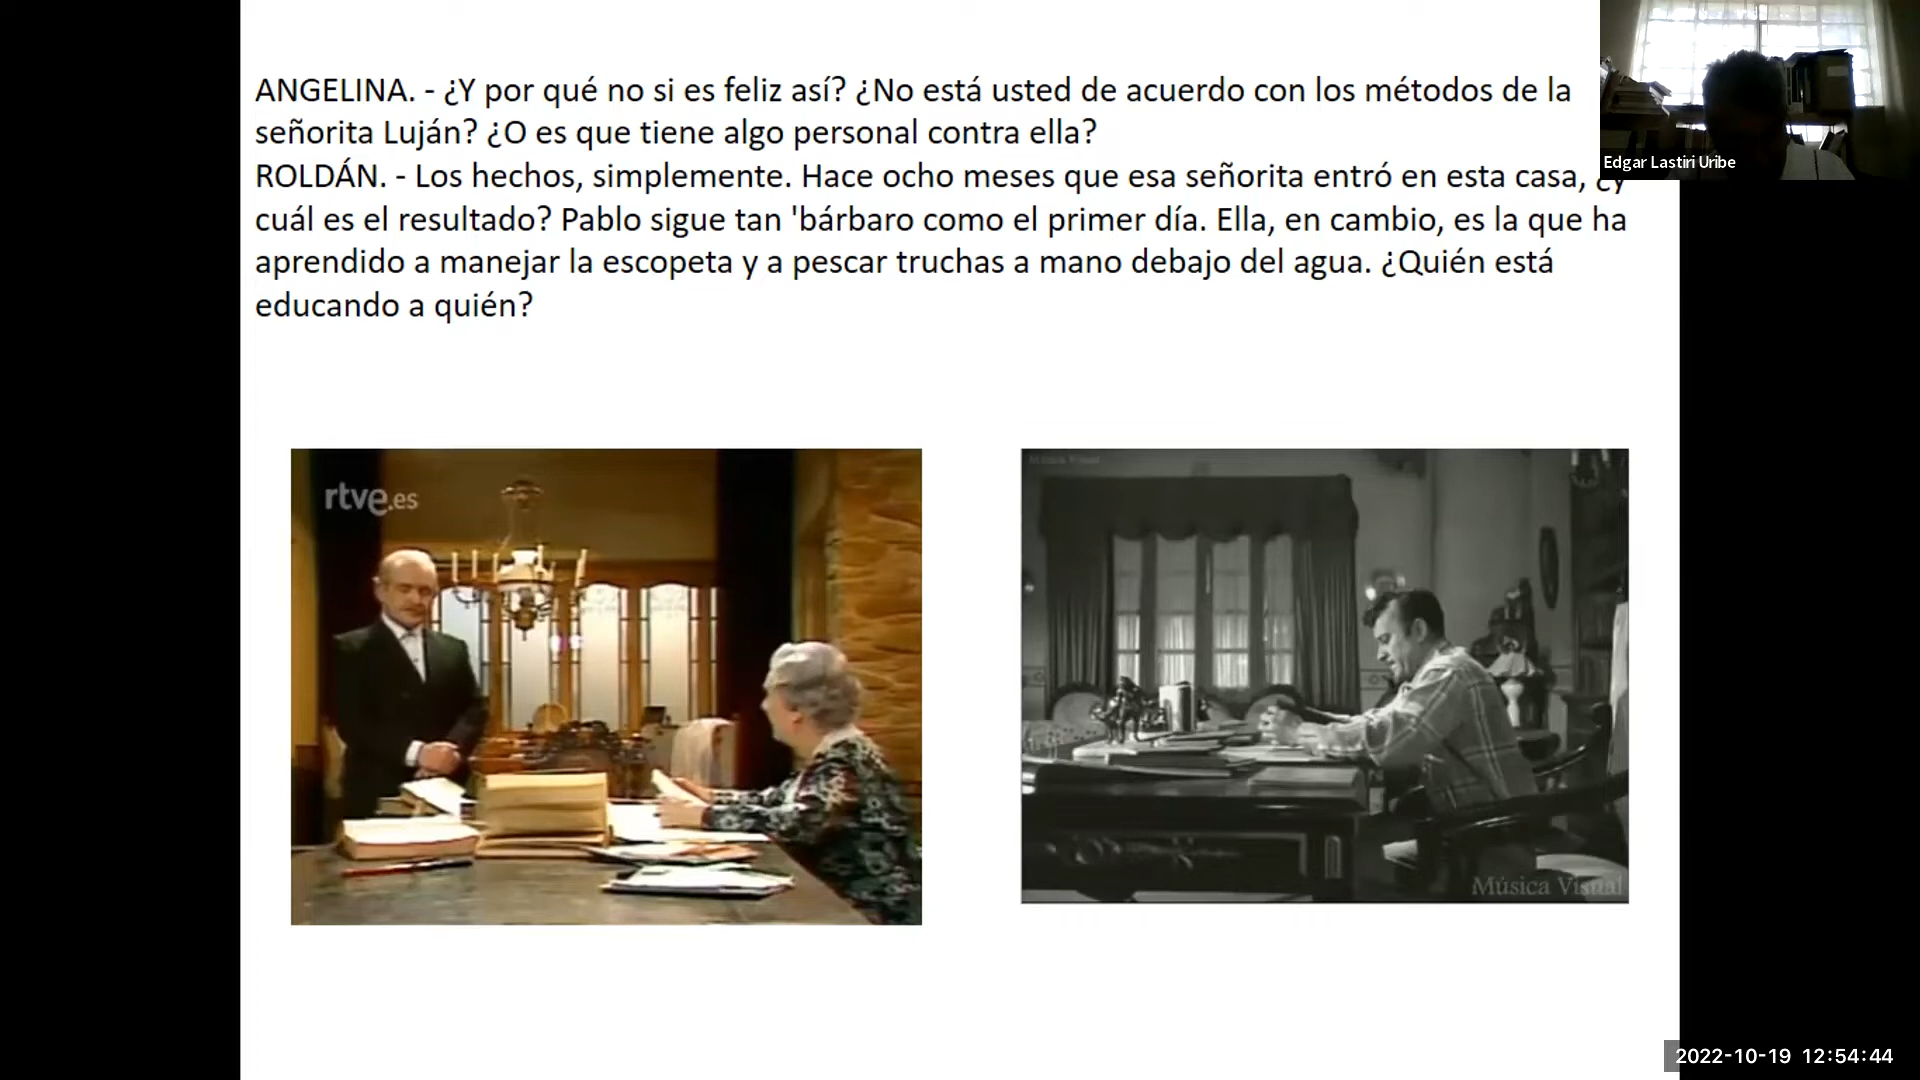 ANGELINA. - ¿Y por qué no si es feliz así? ¿No está usted de acuerdo con los métodos de la
señorita Luján? ¿O es que tiene algo personal contra ella?
ROLDÁN. - Los hechos, simplemente. Hace ocho meses que esa señorita entró en esta casa, ¿y
cuál es el resultado? Pablo sigue tan 'bárbaro como el primer día. Ella, en cambio, es la que ha
aprendido a manejar la escopeta y a pescar truchas a mano debajo del agua. ¿Quién está
educando a quién?
Edgar Lastiri Uribe
rtve.es
Música Visual
Música Visual
2022-10-19 12:54:44